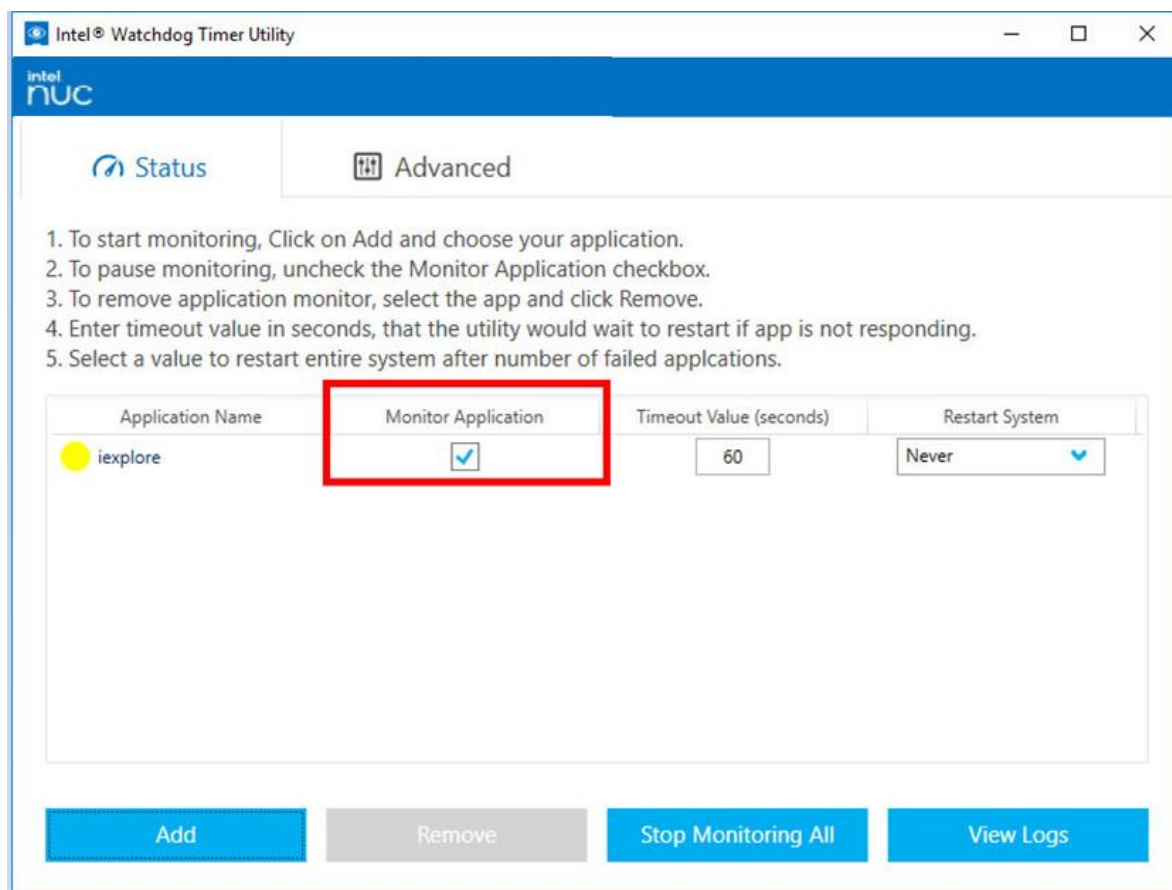 Intel® Watchdog Timer Utility
intel
nuc
Status
Advanced
1. To start monitoring, Click on Add and choose your application.
2. To pause monitoring, uncheck the Monitor Application checkbox.
3. To remove application monitor, select the app and click Remove.
4. Enter timeout value in seconds, that the utility would wait to restart if app is not responding.
5. Select a value to restart entire system after number of failed applcations.
Application Name Monitor Application Timeout Value (seconds) Restart System
iexplore 60 Never
Add Remove Stop Monitoring All View Logs